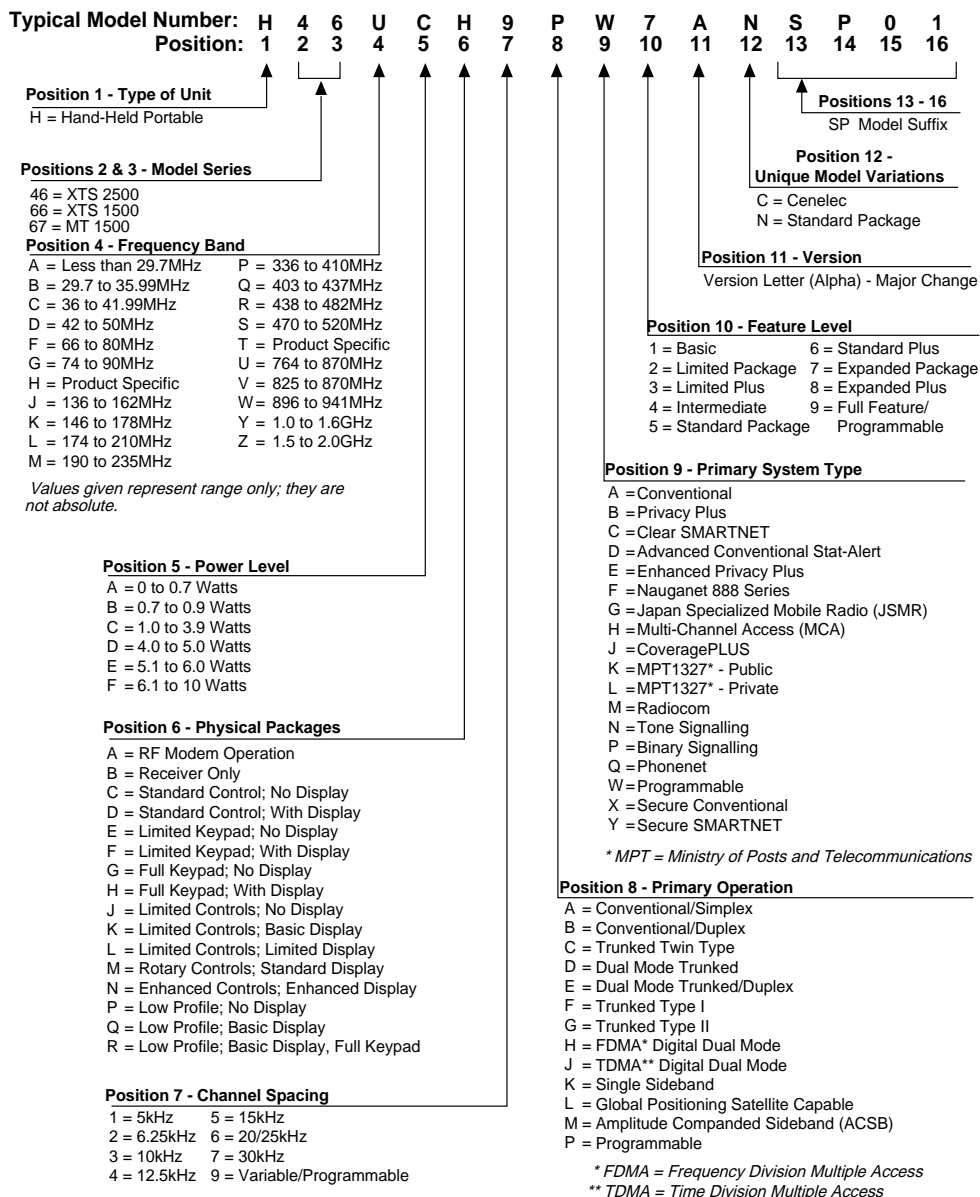 Typical Model Number: H 4 6 U C H 9 P W 7 A N S P 0 1
Position: 1 2 3 4 5 6 7 8 9 10 11 12 13 14 15 16
Position 1 - Type of Unit
H = Hand-Held Portable
Positions 2 & 3 - Model Series
46 = XTS 2500
66 = XTS 1500
67 = MT 1500
Position 4 - Frequency Band
A = Less than 29.7MHz
B = 29.7 to 35.99MHz
C = 36 to 41.99MHz
D = 42 to 50MHz
F = 66 to 80MHz
G = 74 to 90MHz
H = Product Specific
J = 136 to 162MHz
K = 146 to 178MHz
L = 174 to 210MHz
M = 190 to 235MHz
P = 336 to 410MHz
Q = 403 to 437MHz
R = 438 to 482MHz
S = 470 to 520MHz
T = Product Specific
U = 764 to 870MHz
V = 825 to 870MHz
W = 896 to 941MHz
Y = 1.0 to 1.6GHz
Z = 1.5 to 2.0GHz
Values given represent range only; they are
not absolute.
Position 5 - Power Level
A = 0 to 0.7 Watts
B = 0.7 to 0.9 Watts
C = 1.0 to 3.9 Watts
D = 4.0 to 5.0 Watts
E = 5.1 to 6.0 Watts
F = 6.1 to 10 Watts
Position 6 - Physical Packages
A = RF Modem Operation
B = Receiver Only
C = Standard Control; No Display
D = Standard Control; With Display
E = Limited Keypad; No Display
F = Limited Keypad; With Display
G = Full Keypad; No Display
H = Full Keypad; With Display
J = Limited Controls; No Display
K = Limited Controls; Basic Display
L = Limited Controls; Limited Display
M = Rotary Controls; Standard Display
N = Enhanced Controls; Enhanced Display
P = Low Profile; No Display
Q = Low Profile; Basic Display
R = Low Profile; Basic Display, Full Keypad
Position 7 - Channel Spacing
1 = 5kHz
2 = 6.25kHz
3 = 10kHz
4 = 12.5kHz
5 = 15kHz
6 = 20/25kHz
7 = 30kHz
9 = Variable/Programmable
Positions 13 - 16
SP Model Suffix
Position 12 -
Unique Model Variations
C = Cenelec
N = Standard Package
Position 11 - Version
Version Letter (Alpha) - Major Change
Position 10 - Feature Level
1 = Basic
2 = Limited Package
3 = Limited Plus
4 = Intermediate
5 = Standard Package
6 = Standard Plus
7 = Expanded Package
8 = Expanded Plus
9 = Full Feature/
Programmable
Position 9 - Primary System Type
A =Conventional
B =Privacy Plus
C =Clear SMARTNET
D =Advanced Conventional Stat-Alert
E =Enhanced Privacy Plus
F =Nauganet 888 Series
G =Japan Specialized Mobile Radio (JSMR)
H =Multi-Channel Access (MCA)
J =CoveragePLUS
K =MPT1327* - Public
L =MPT1327* - Private
M =Radiocom
N =Tone Signalling
P =Binary Signalling
Q =Phonenet
W=Programmable
X =Secure Conventional
Y =Secure SMARTNET
* MPT = Ministry of Posts and Telecommunications
Position 8 - Primary Operation
A = Conventional/Simplex
B = Conventional/Duplex
C = Trunked Twin Type
D = Dual Mode Trunked
E = Dual Mode Trunked/Duplex
F = Trunked Type I
G = Trunked Type II
H = FDMA* Digital Dual Mode
J = TDMA** Digital Dual Mode
K = Single Sideband
L = Global Positioning Satellite Capable
M = Amplitude Companded Sideband (ACSB)
P = Programmable
* FDMA = Frequency Division Multiple Access
** TDMA = Time Division Multiple Access